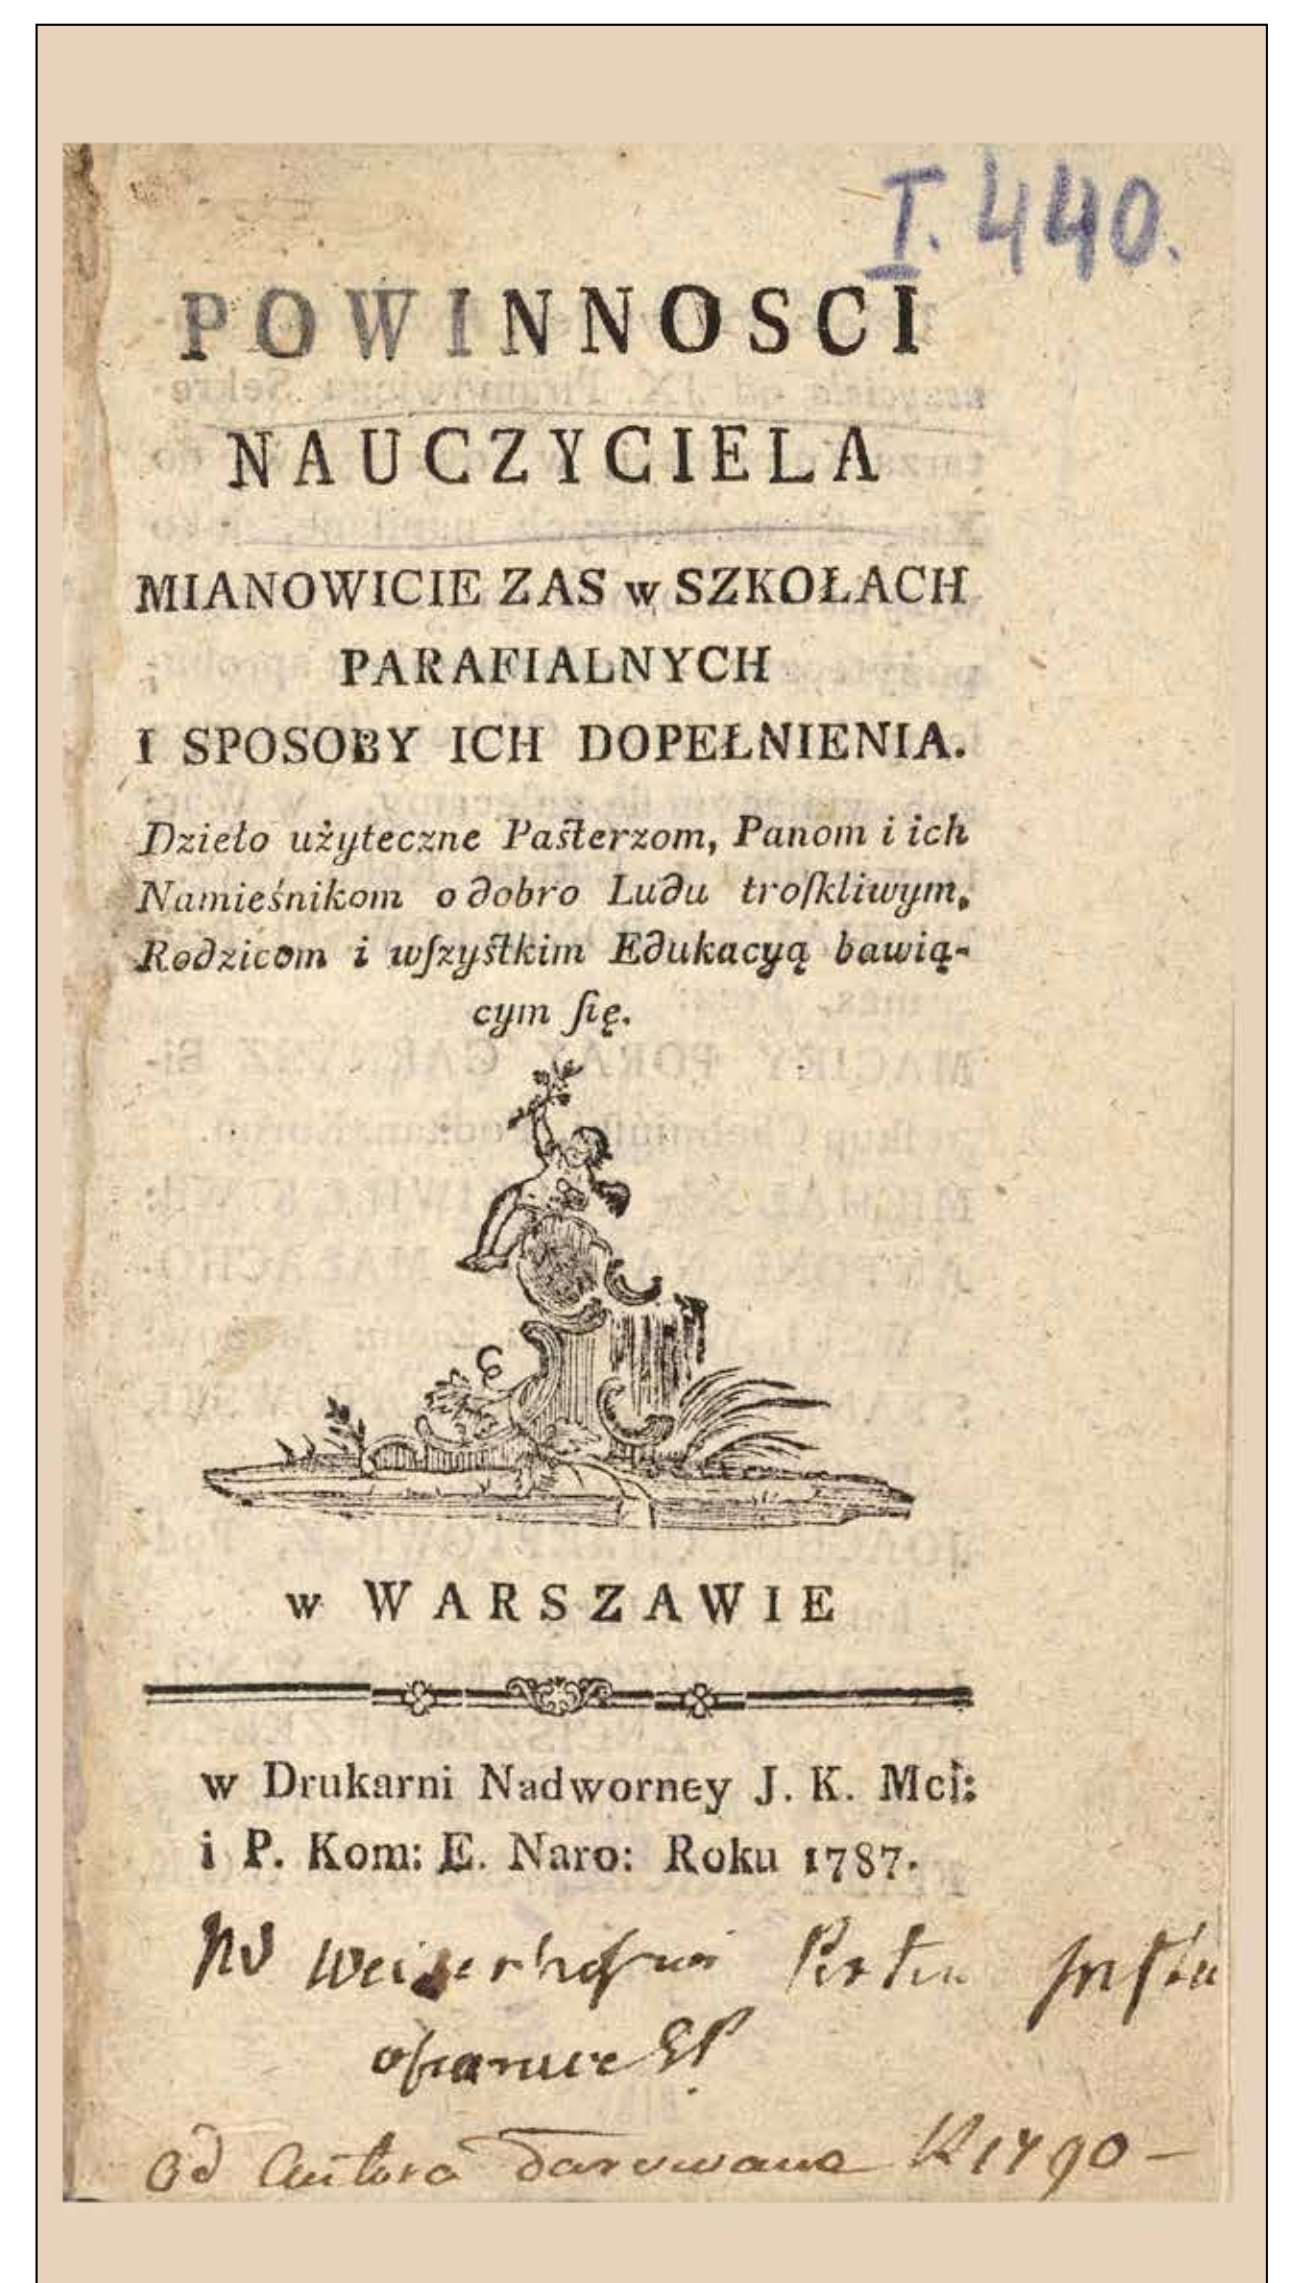 I. 440.
POWINNOSCI
NAUCZYCIELA
MIANOWICIE ZAS w SZKOŁACH
PARAFIALNYCH
I SPOSOBY ICH DOPEŁNIENIA.
Dzieło użyteczne Paſterzom, Panom i ich
Namieśnikom o dobro Ludu troſkliwym,
Rodzicom i wſzyſtkim Edukacyą bawią-
cym ſię.
w WARSZAWIE
w Drukarni Nadworney J. K. Mci:
i P. Kom: E. Naro: Roku 1787.
od Autora darowana R 1790 –